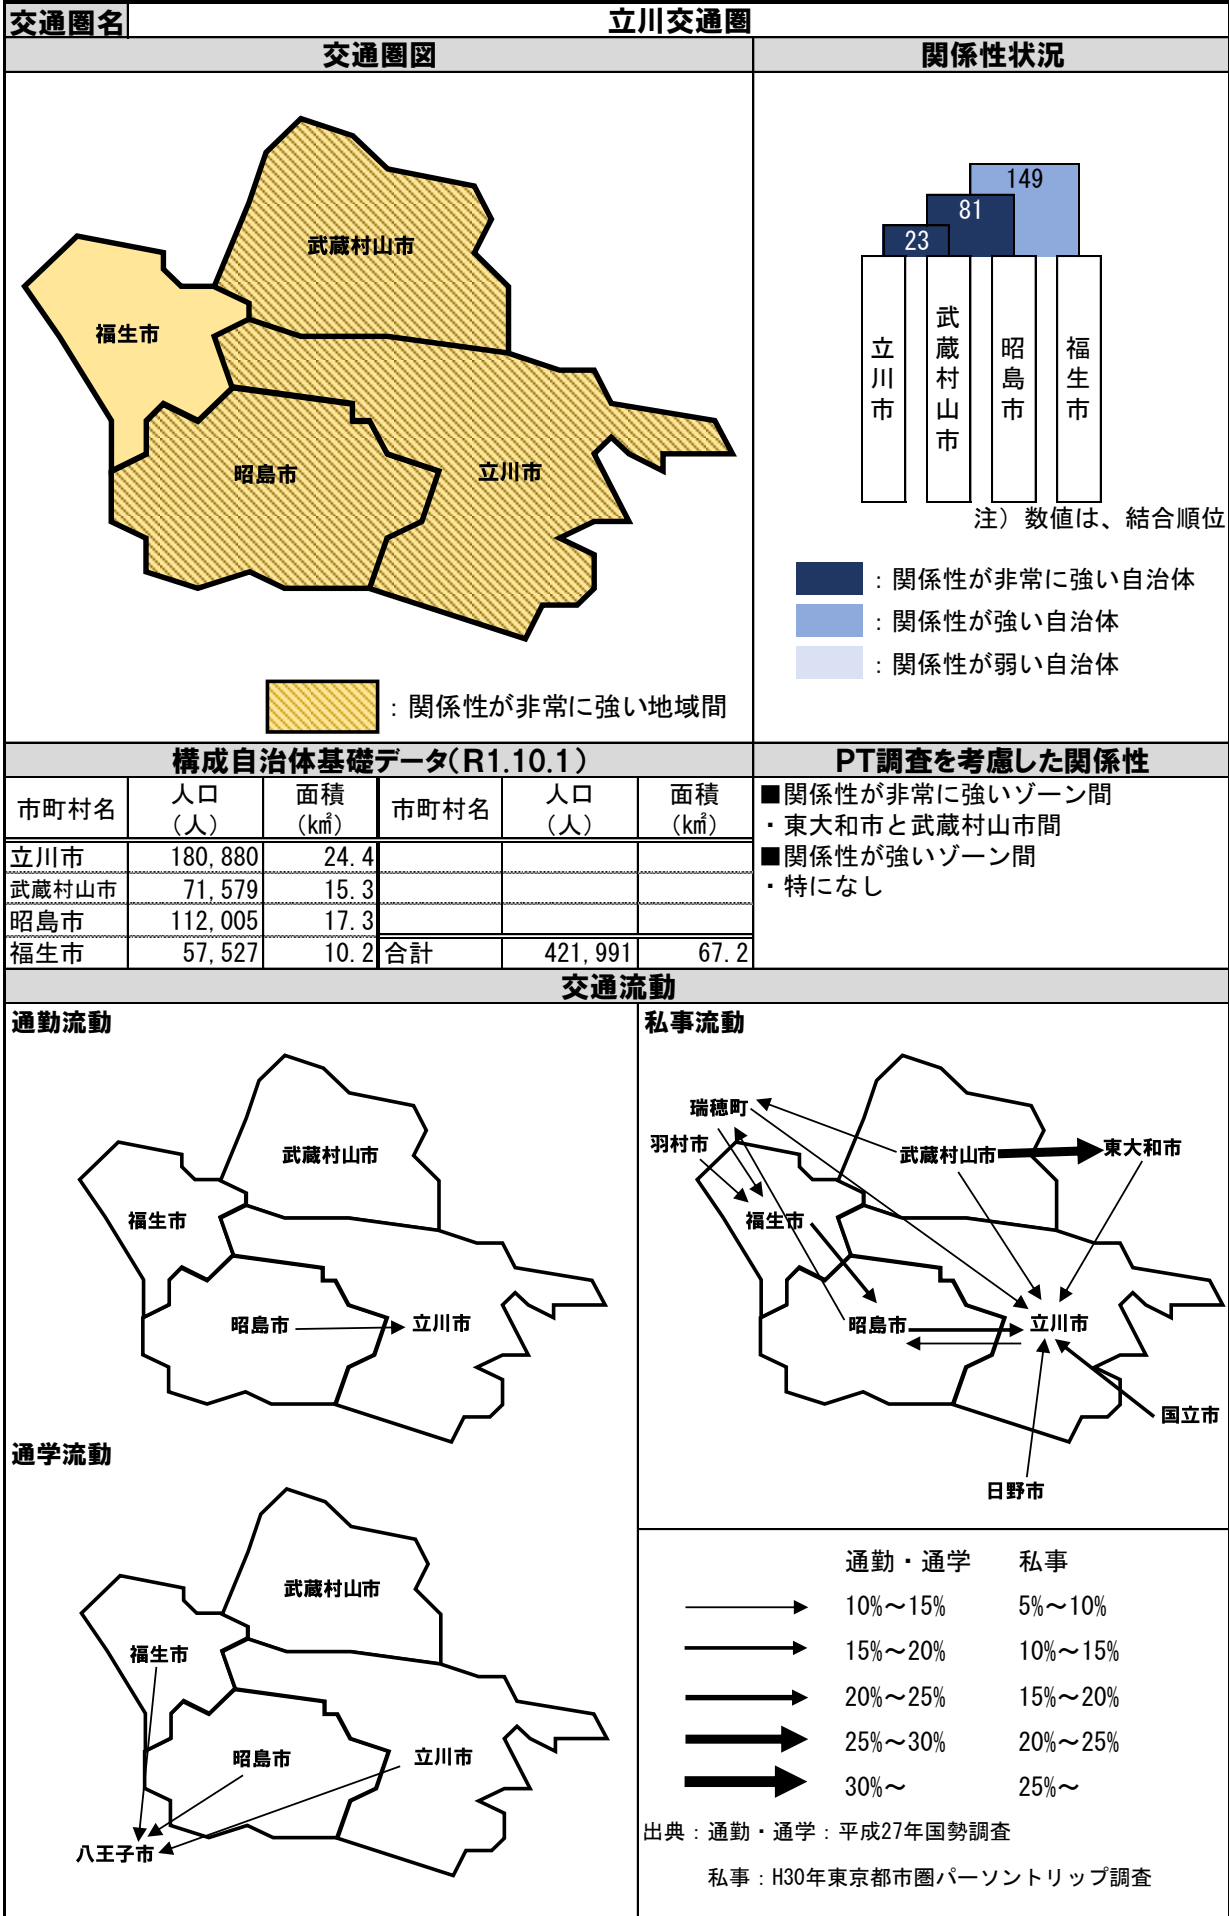 交通圏名
立川交通圏
交通圏図
関係性状況
武蔵村山市
福生市
昭島市
立川市
：関係性が非常に強い地域間
149
81
23
立川市
武蔵村山市
昭島市
福生市
注）数値は、結合順位
：関係性が非常に強い自治体
：関係性が強い自治体
：関係性が弱い自治体
構成自治体基礎データ(R1.10.1)
市町村名 人口（人） 面積（㎢） 市町村名 人口（人） 面積（㎢）
立川市 180,880 24.4
武蔵村山市 71,579 15.3
昭島市 112,005 17.3
福生市 57,527 10.2 合計 421,991 67.2
PT調査を考慮した関係性
■関係性が非常に強いゾーン間
・東大和市と武蔵村山市間
■関係性が強いゾーン間
・特になし
交通流動
通勤流動
武蔵村山市
福生市
昭島市
立川市
通学流動
武蔵村山市
福生市
昭島市
立川市
八王子市
私事流動
瑞穂町
羽村市
武蔵村山市
東大和市
福生市
昭島市
立川市
国立市
日野市
通勤・通学 私事
10%～15% 5%～10%
15%～20% 10%～15%
20%～25% 15%～20%
25%～30% 20%～25%
30%～ 25%～
出典：通勤・通学：平成27年国勢調査
私事：H30年東京都市圏パーソントリップ調査